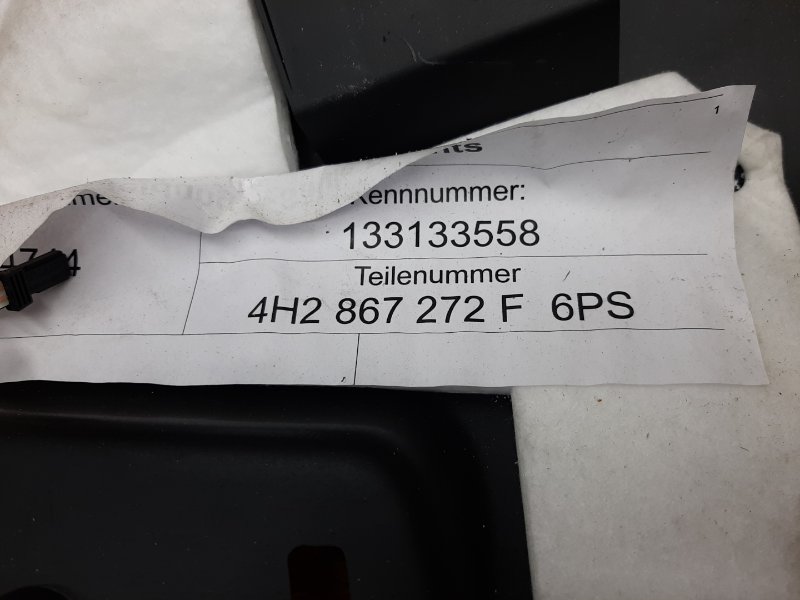 1
Kennnummer:
133133558
Teilenummer
4H2 867 272 F 6PS